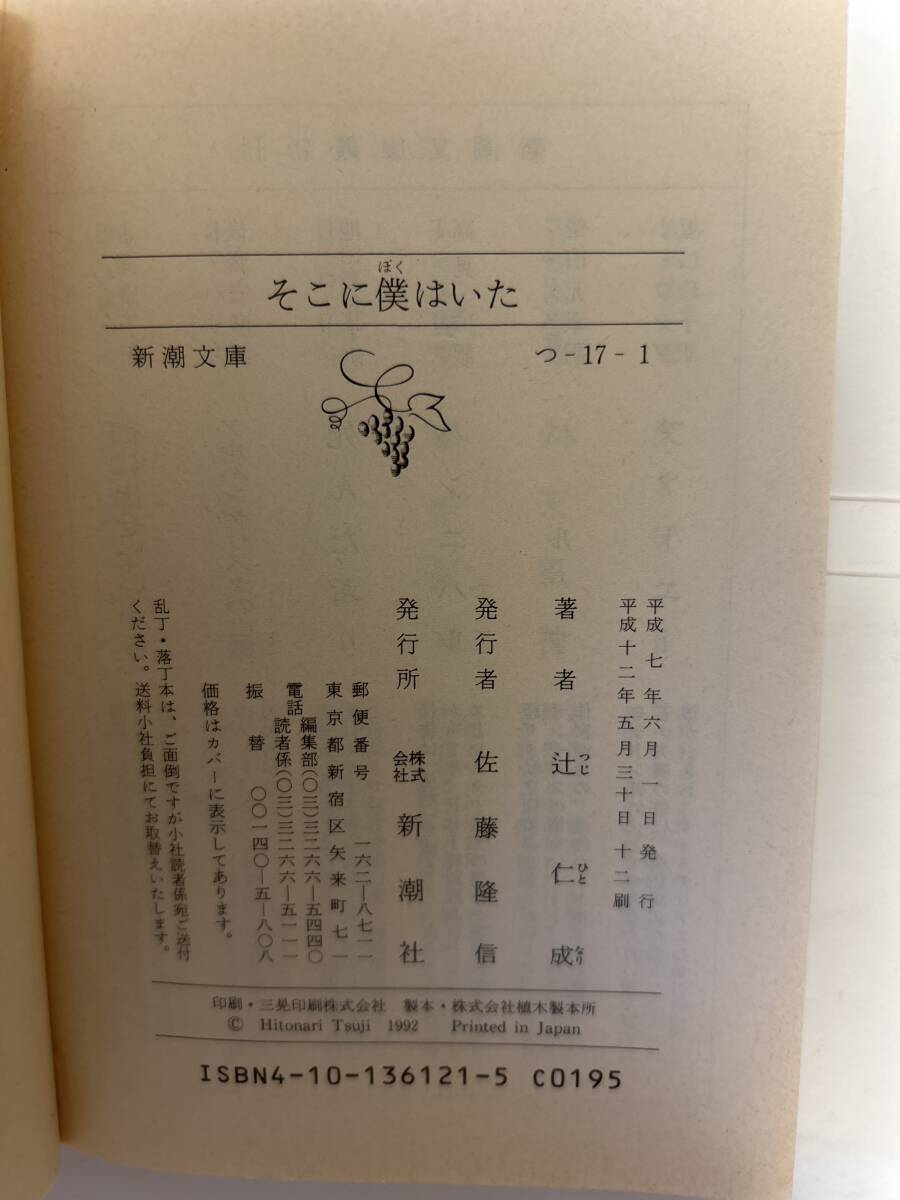 そこに僕はいた
ぼく
新潮文庫 つ-17-1
平成七年六月一日発行
平成十二年五月三十日十二刷
著者 辻仁成
つじ ひと なり
発行者 佐藤隆信
発行所 株式会社新潮社
郵便番号 一六二―八七一一
東京都新宿区矢来町七一
電話 編集部(〇三)三二六六―五四四〇
読者係(〇三)三二六六―五一一一
振替 〇〇一四〇―五―八〇八
価格はカバーに表示してあります。
乱丁・落丁本は、ご面倒ですが小社読者係宛ご送付
ください。送料小社負担にてお取替えいたします。
印刷・三晃印刷株式会社 製本・株式会社植木製本所
© Hitonari Tsuji 1992 Printed in Japan
ISBN4-10-136121-5 C0195